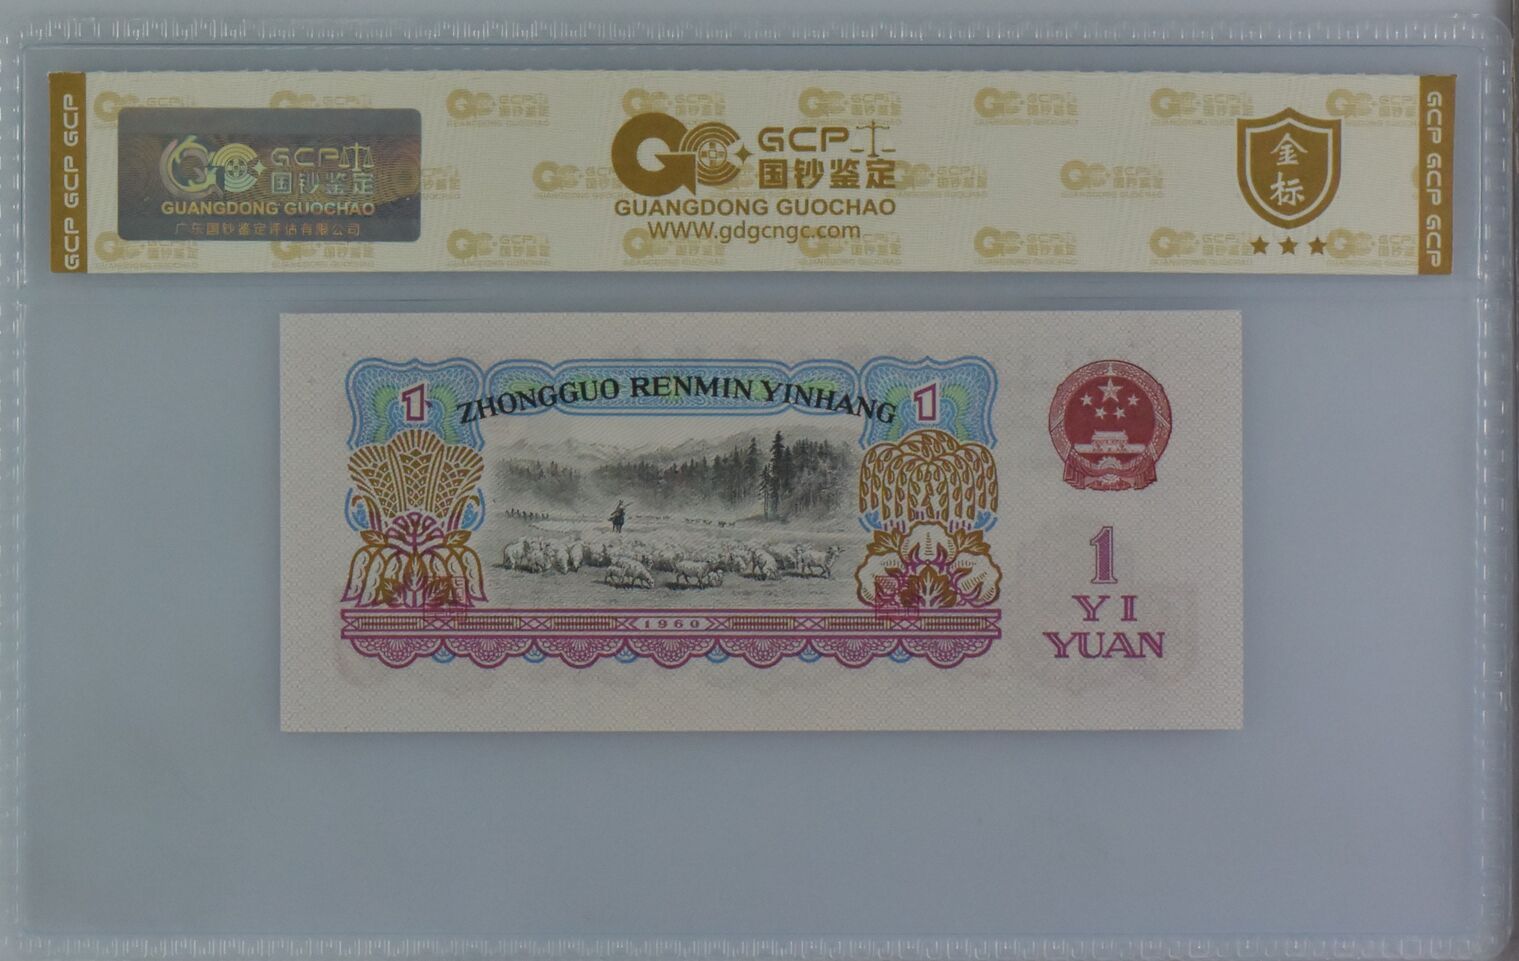 GCP GCP GCP
GCP
国钞鉴定
GUANGDONG GUOCHAO
广东国钞鉴定评估有限公司
GCP
国钞鉴定
GUANGDONG GUOCHAO
WWW.gdgcngc.com
金
标
GCP GCP GCP
1
ZHONGGUO RENMIN YINHANG
1
1960
1
YI
YUAN